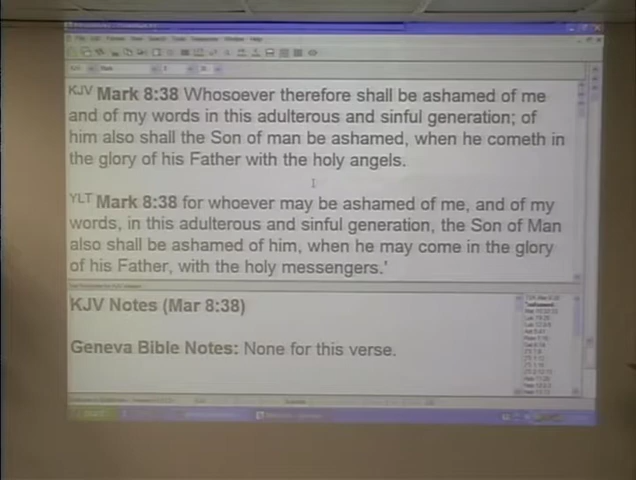 KJV Mark 8:38 Whosoever therefore shall be ashamed of me
and of my words in this adulterous and sinful generation; of
him also shall the Son of man be ashamed, when he cometh in
the glory of his Father with the holy angels.
YLT Mark 8:38 for whoever may be ashamed of me, and of my
words, in this adulterous and sinful generation, the Son of Man
also shall be ashamed of him, when he may come in the glory
of his Father, with the holy messengers.'
KJV Notes (Mar 8:38)
Geneva Bible Notes: None for this verse.